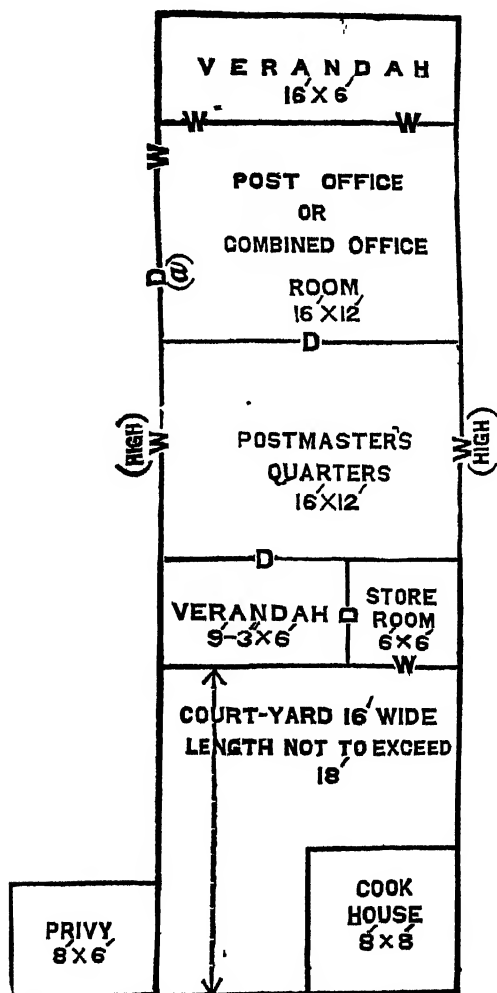 VERANDAH
16'X 6'
W W
W
POST OFFICE
OR
COMBINED OFFICE
D (a)
ROOM
16'X12'
D
(HIGH) W
W (HIGH)
POSTMASTER'S
QUARTERS
16'X12'
D
VERANDAH
9'-3"X6'
D
STORE
ROOM
6'X6'
W
COURT-YARD 16' WIDE
LENGTH NOT TO EXCEED
18'
PRIVY
8'X6'
COOK
HOUSE
8'X8'